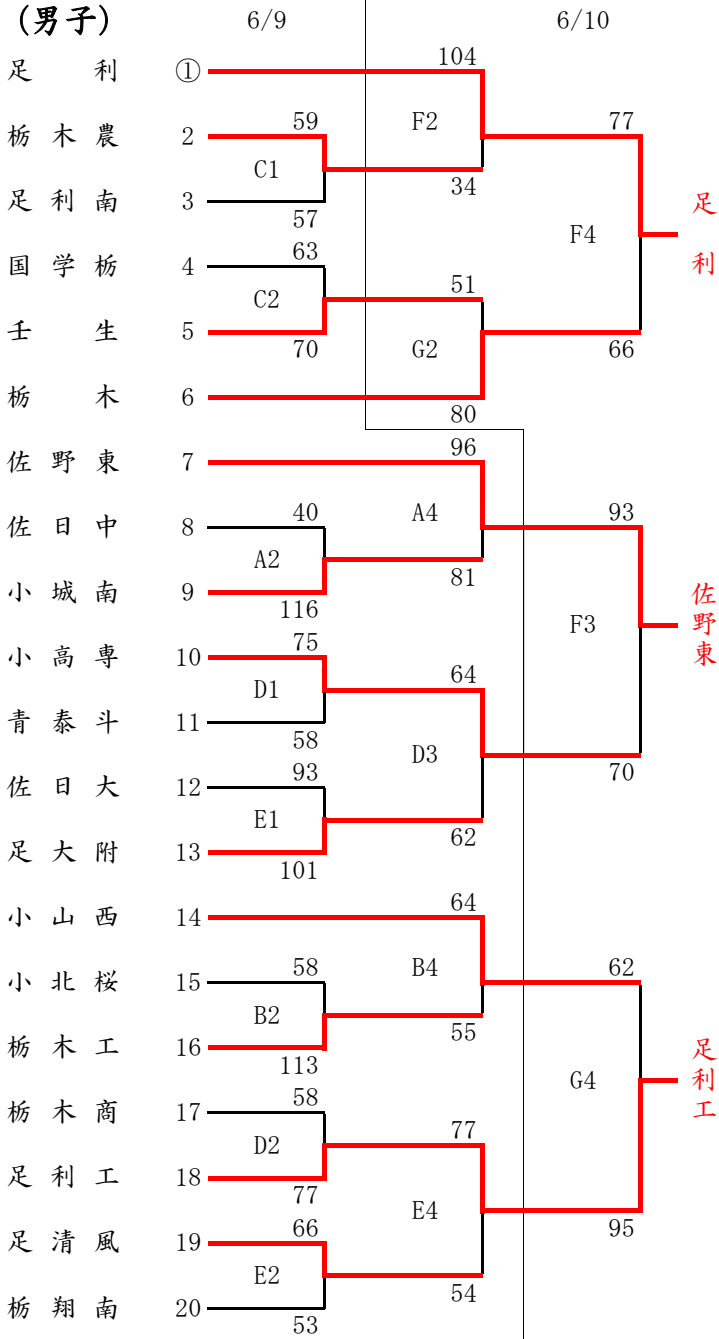 (男子) 6/9 6/10
104
足利 ①
59 F2 77
栃木農 2
C1
34
足利南 3
57
足利
F4
63
国学栃 4
51
C2
壬生 5
70 G2 66
栃木 6
80
96
佐野東 7
40 A4 93
佐日中 8
A2
81
小城南 9
116
佐野東
F3
75
小高専 10
64
D1
青泰斗 11
58 D3
93 70
佐日大 12
E1
62
足大附 13
101
64
小山西 14
58 B4 62
小北桜 15
B2
55
栃木工 16
113
足利工
G4
58
栃木商 17
77
D2
足利工 18
77 E4
66 95
足清風 19
E2
54
栃翔南 20
53